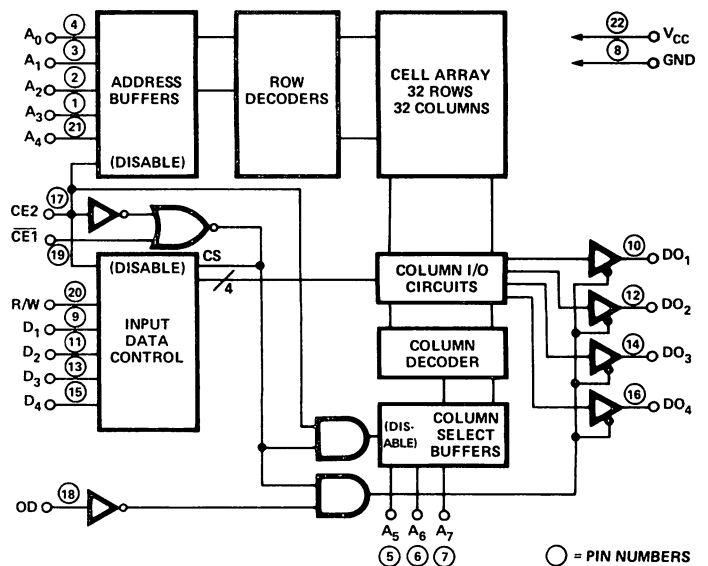 A0 4
A1 3
A2 2
A3 1
A4 21
ADDRESS
BUFFERS
(DISABLE)
ROW
DECODERS
CELL ARRAY
32 ROWS
32 COLUMNS
22 VCC
8 GND
17
CE2
CE1
19
(DISABLE)
CS
4
INPUT
DATA
CONTROL
R/W 20
D1 9
D2 11
D3 13
D4 15
COLUMN I/O
CIRCUITS
COLUMN
DECODER
(DIS-
ABLE)
COLUMN
SELECT
BUFFERS
10 DO1
12 DO2
14 DO3
16 DO4
OD 18
A5 A6 A7
5 6 7
= PIN NUMBERS